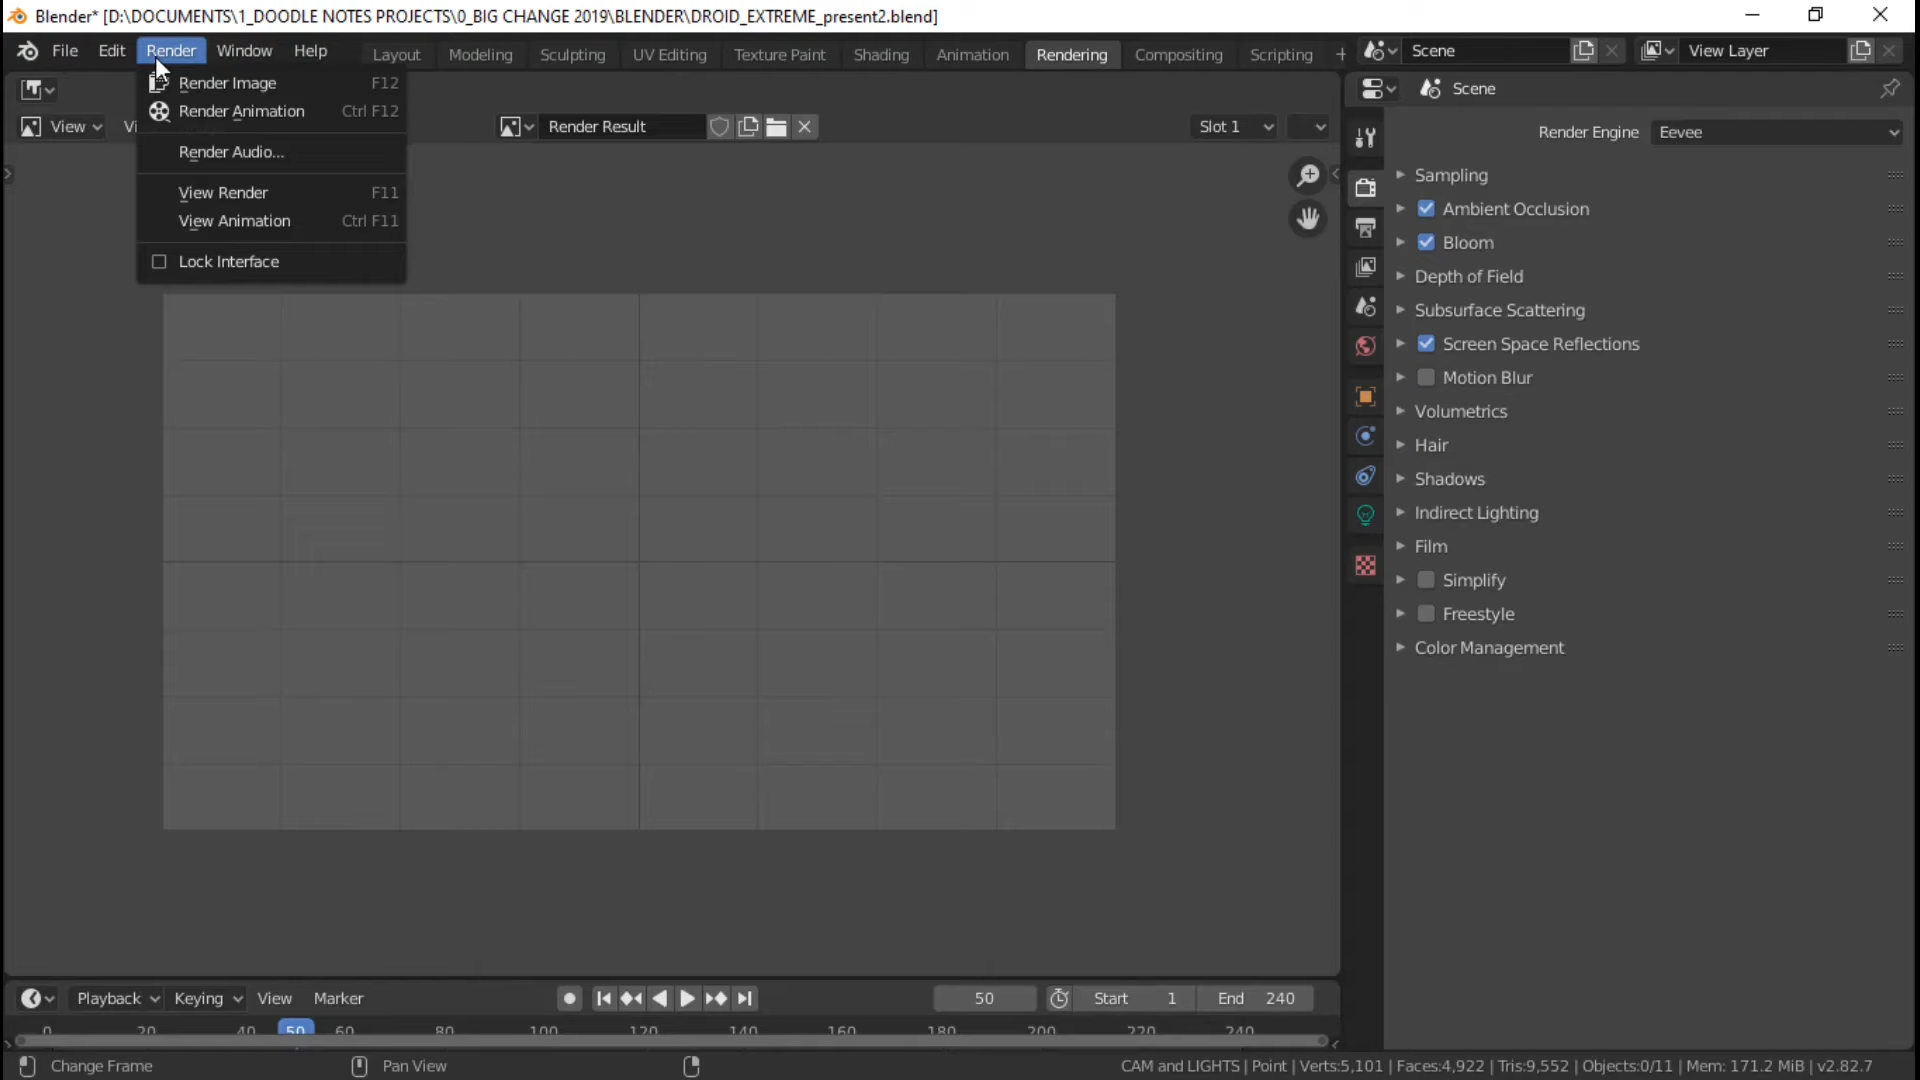 Blender* [D:\DOCUMENTS\1_DOODLE NOTES PROJECTS\0_BIG CHANGE 2019\BLENDER\DROID_EXTREME_present2.blend]
File Edit Render Window Help Layout Modeling Sculpting UV Editing Texture Paint Shading Animation Rendering Compositing Scripting + Scene View Layer
Render Image F12
Render Animation Ctrl F12
Render Audio...
View Render F11
View Animation Ctrl F11
Lock Interface
View Vi Render Result Slot 1
Scene
Render Engine Eevee
Sampling
Ambient Occlusion
Bloom
Depth of Field
Subsurface Scattering
Screen Space Reflections
Motion Blur
Volumetrics
Hair
Shadows
Indirect Lighting
Film
Simplify
Freestyle
Color Management
Playback Keying View Marker 50 Start 1 End 240
0 20 40 50 60 80 100 120 140 160 180 200 220 240
Change Frame Pan View CAM and LIGHTS | Point | Verts:5,101 | Faces:4,922 | Tris:9,552 | Objects:0/11 | Mem: 171.2 MiB | v2.82.7